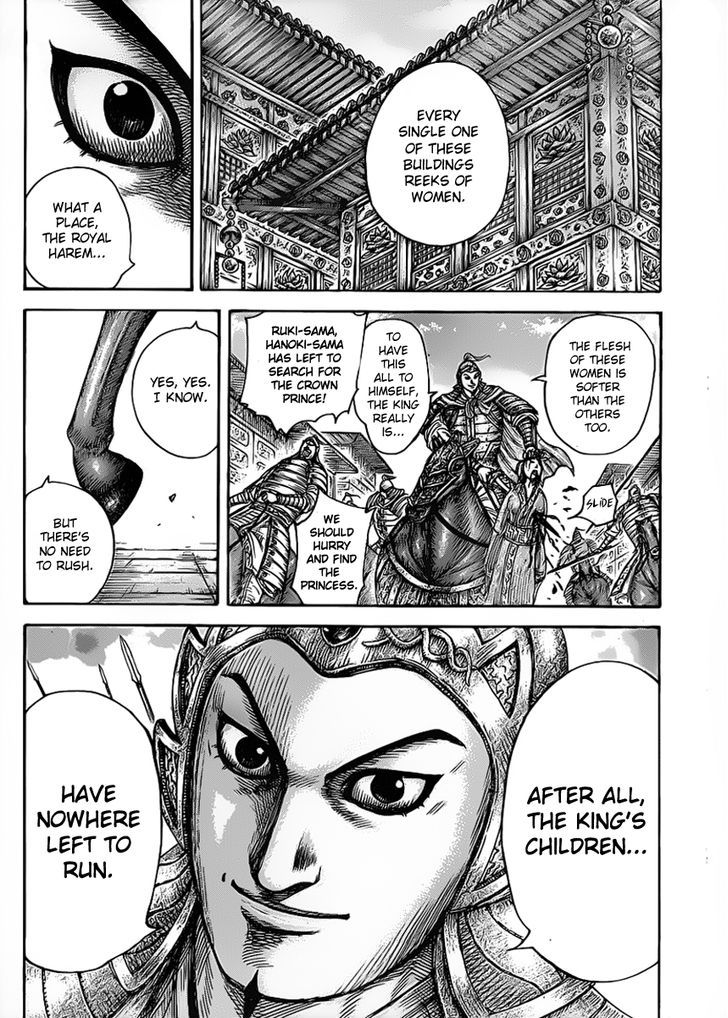 EVERY
SINGLE ONE
OF THESE
BUILDINGS
REEKS OF
WOMEN.
WHAT A
PLACE,
THE ROYAL
HAREM...
THE FLESH
OF THESE
WOMEN IS
SOFTER
THAN THE
OTHERS
TOO.
SLIDE
TO
HAVE
THIS ALL TO
HIMSELF,
THE KING
REALLY
IS...
RUKI-SAMA,
HANOKI-SAMA
HAS LEFT TO
SEARCH FOR
THE CROWN
PRINCE!
WE
SHOULD
HURRY
AND FIND
THE
PRINCESS.
YES, YES.
I KNOW.
BUT
THERE'S
NO NEED
TO RUSH.
AFTER ALL,
THE KING'S
CHILDREN...
HAVE
NOWHERE
LEFT TO
RUN.